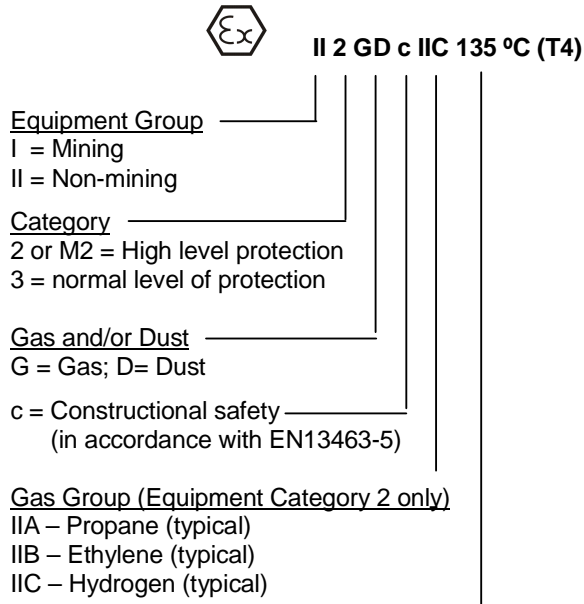 Ex II 2 GD c IIC 135 ºC (T4)
Equipment Group
I = Mining
II = Non-mining
Category
2 or M2 = High level protection
3 = normal level of protection
Gas and/or Dust
G = Gas; D= Dust
c = Constructional safety
(in accordance with EN13463-5)
Gas Group (Equipment Category 2 only)
IIA – Propane (typical)
IIB – Ethylene (typical)
IIC – Hydrogen (typical)